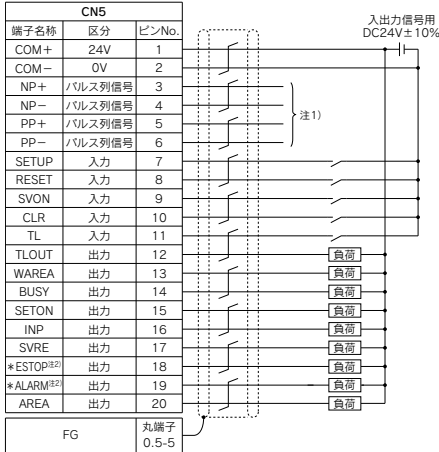 CN5
端子名称 区分 ピンNo.
COM+ 24V 1
COM− 0V 2
NP+ パルス列信号 3
NP− パルス列信号 4
PP+ パルス列信号 5
PP− パルス列信号 6
SETUP 入力 7
RESET 入力 8
SVON 入力 9
CLR 入力 10
TL 入力 11
TLOUT 出力 12 負荷
WAREA 出力 13 負荷
BUSY 出力 14 負荷
SETON 出力 15 負荷
INP 出力 16 負荷
SVRE 出力 17 負荷
*ESTOP注2) 出力 18 負荷
*ALARM注2) 出力 19 負荷
AREA 出力 20 負荷
FG 丸端子
0.5-5
入出力信号用
DC24V±10%
注1)